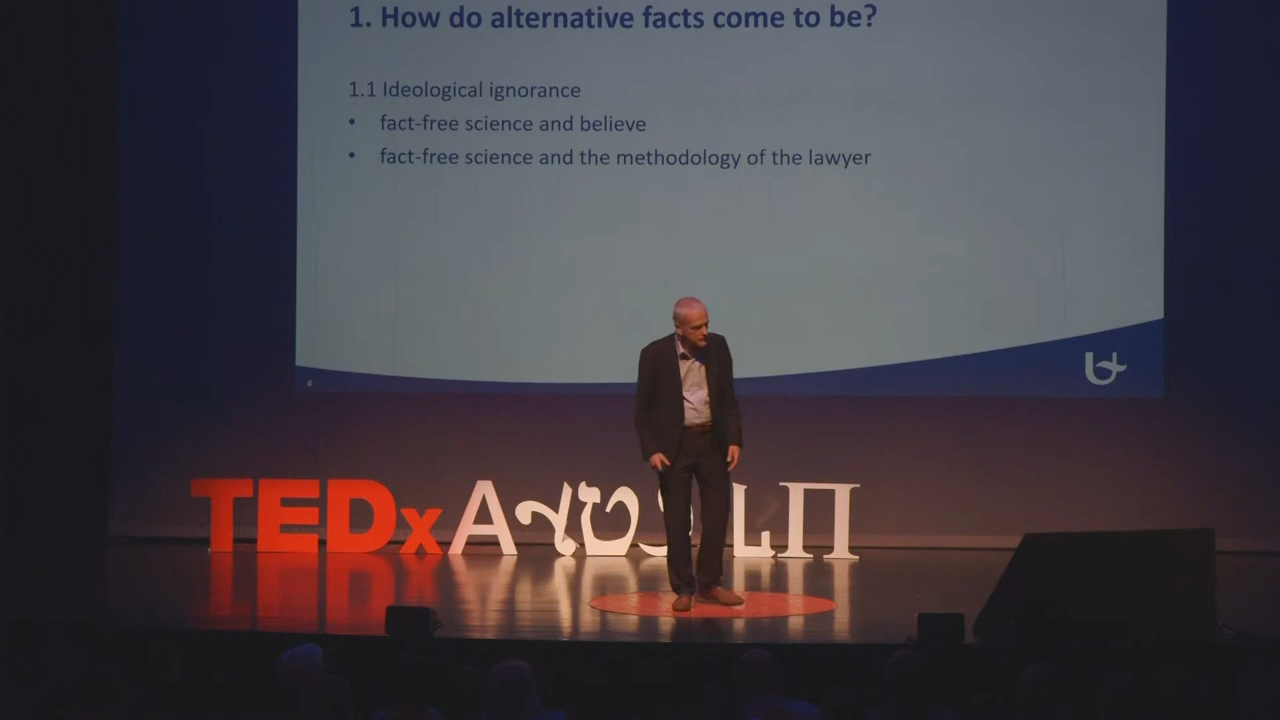 1. How do alternative facts come to be?
1.1 Ideological ignorance
• fact-free science and believe
• fact-free science and the methodology of the lawyer
4
TEDx